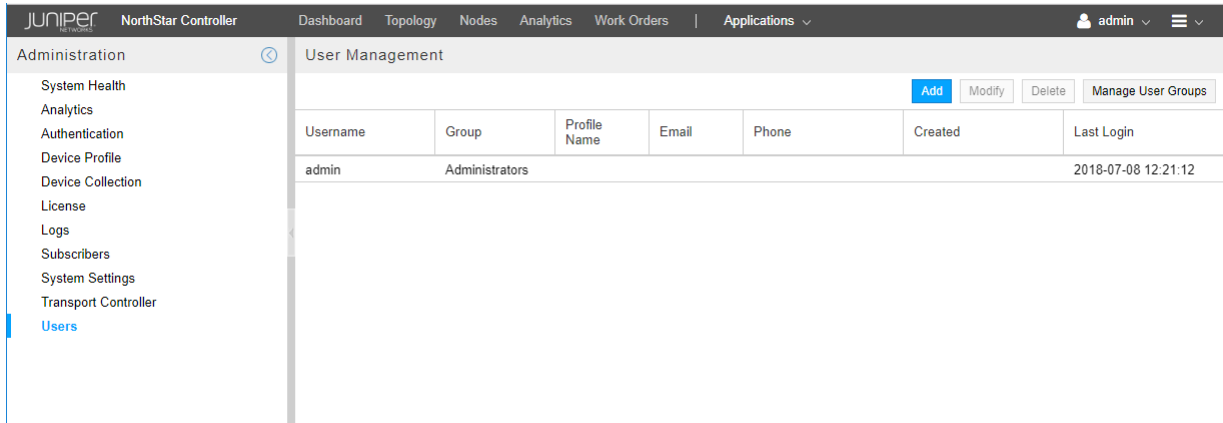 JUNIPER NETWORKS NorthStar Controller Dashboard Topology Nodes Analytics Work Orders | Applications admin
Administration
User Management
System Health
Analytics
Authentication
Device Profile
Device Collection
License
Logs
Subscribers
System Settings
Transport Controller
Users
Add Modify Delete Manage User Groups
Username Group Profile Name Email Phone Created Last Login
admin Administrators 2018-07-08 12:21:12